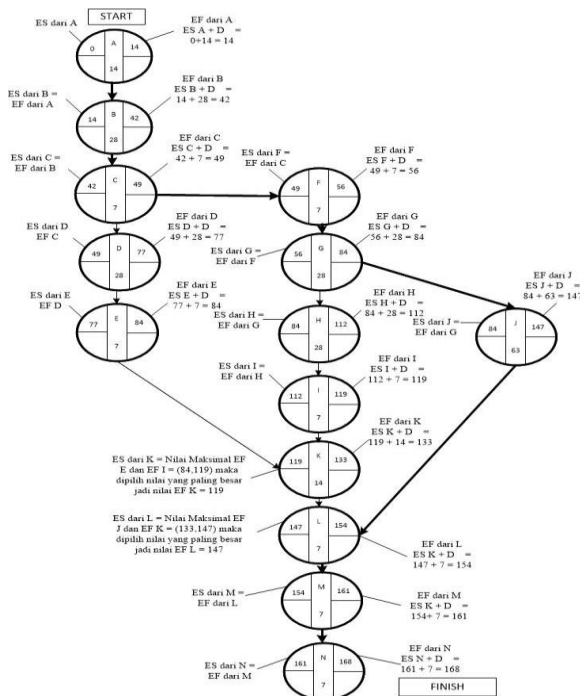 START
ES dari A
EF dari A
ES A + D =
0+14 = 14
A
0
14
14
ES dari B =
EF dari A
EF dari B
ES B + D =
14 + 28 = 42
B
14
42
28
ES dari C =
EF dari B
EF dari C
ES C + D =
42 + 7 = 49
C
42
49
7
ES dari F =
EF dari C
EF dari F
ES F + D =
49 + 7 = 56
F
49
56
7
ES dari D
EF C
EF dari D
ES D + D =
49 + 28 = 77
D
49
77
28
ES dari G =
EF dari F
EF dari G
ES G + D =
56 + 28 = 84
G
56
84
28
ES dari E
EF D
EF dari E
ES E + D =
77 + 7 = 84
E
77
84
7
ES dari H =
EF dari G
EF dari H
ES H + D =
84 + 28 = 112
H
84
112
28
ES dari J =
EF dari G
EF dari J
ES J + D =
84 + 63 = 147
J
84
147
63
ES dari I =
EF dari H
EF dari I
ES I + D =
112 + 7 = 119
I
112
119
7
ES dari K = Nilai Maksimal EF
E dan EF I = (84,119) maka
dipilih nilai yang paling besar
jadi nilai EF K = 119
EF dari K
ES K + D =
119 + 14 = 133
K
119
133
14
ES dari L = Nilai Maksimal EF
J dan EF K = (133,147) maka
dipilih nilai yang paling besar
jadi nilai EF L = 147
L
147
154
7
EF dari L
ES K + D =
147 + 7 = 154
ES dari M =
EF dari L
M
154
161
7
EF dari M
ES K + D =
154+ 7 = 161
ES dari N =
EF dari M
N
161
168
7
EF dari N
ES N + D =
161 + 7 = 168
FINISH